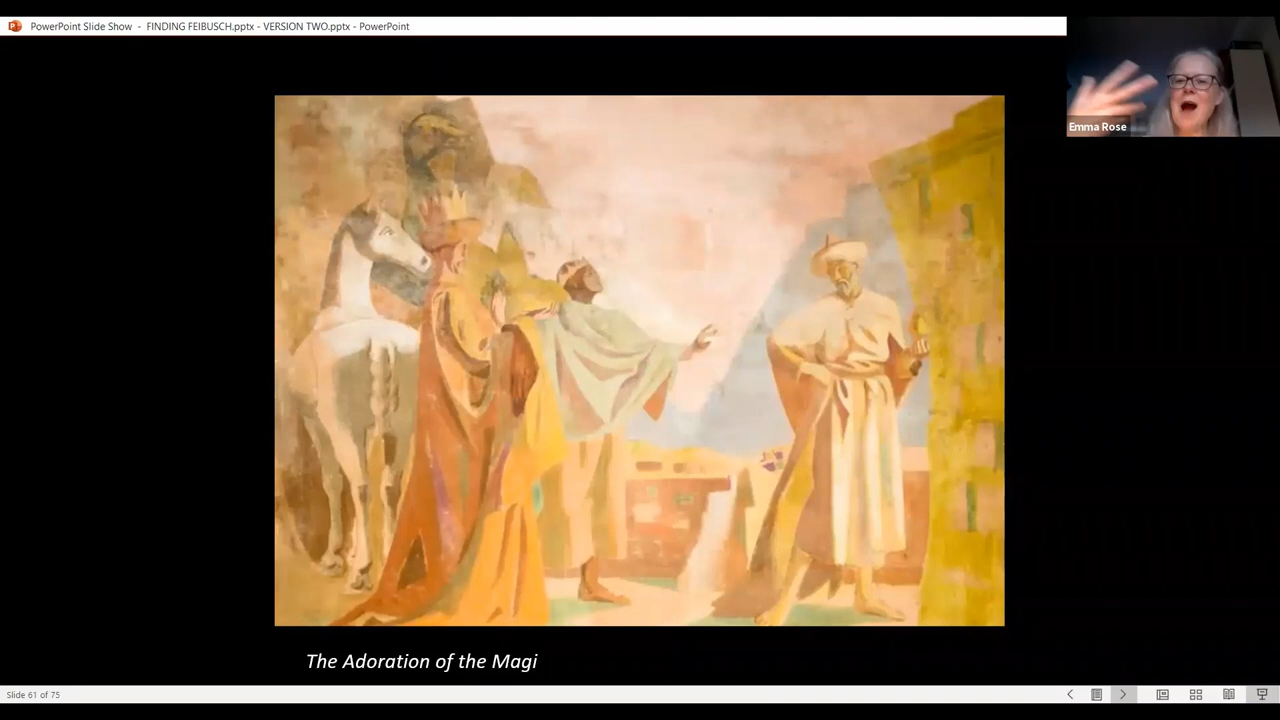 PowerPoint Slide Show - FINDING FEIBUSCH.pptx - VERSION TWO.pptx - PowerPoint
Emma Rose
The Adoration of the Magi
Slide 61 of 75